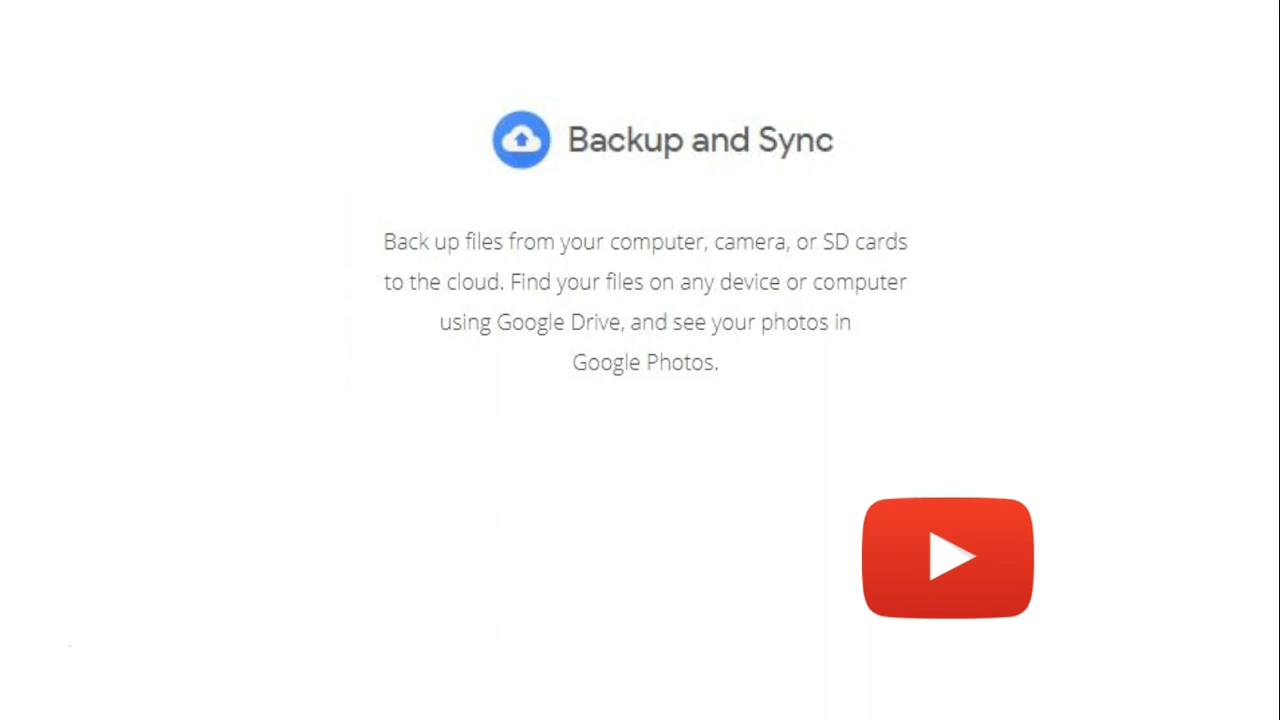 Backup and Sync
Back up files from your computer, camera, or SD cards
to the cloud. Find your files on any device or computer
using Google Drive, and see your photos in
Google Photos.